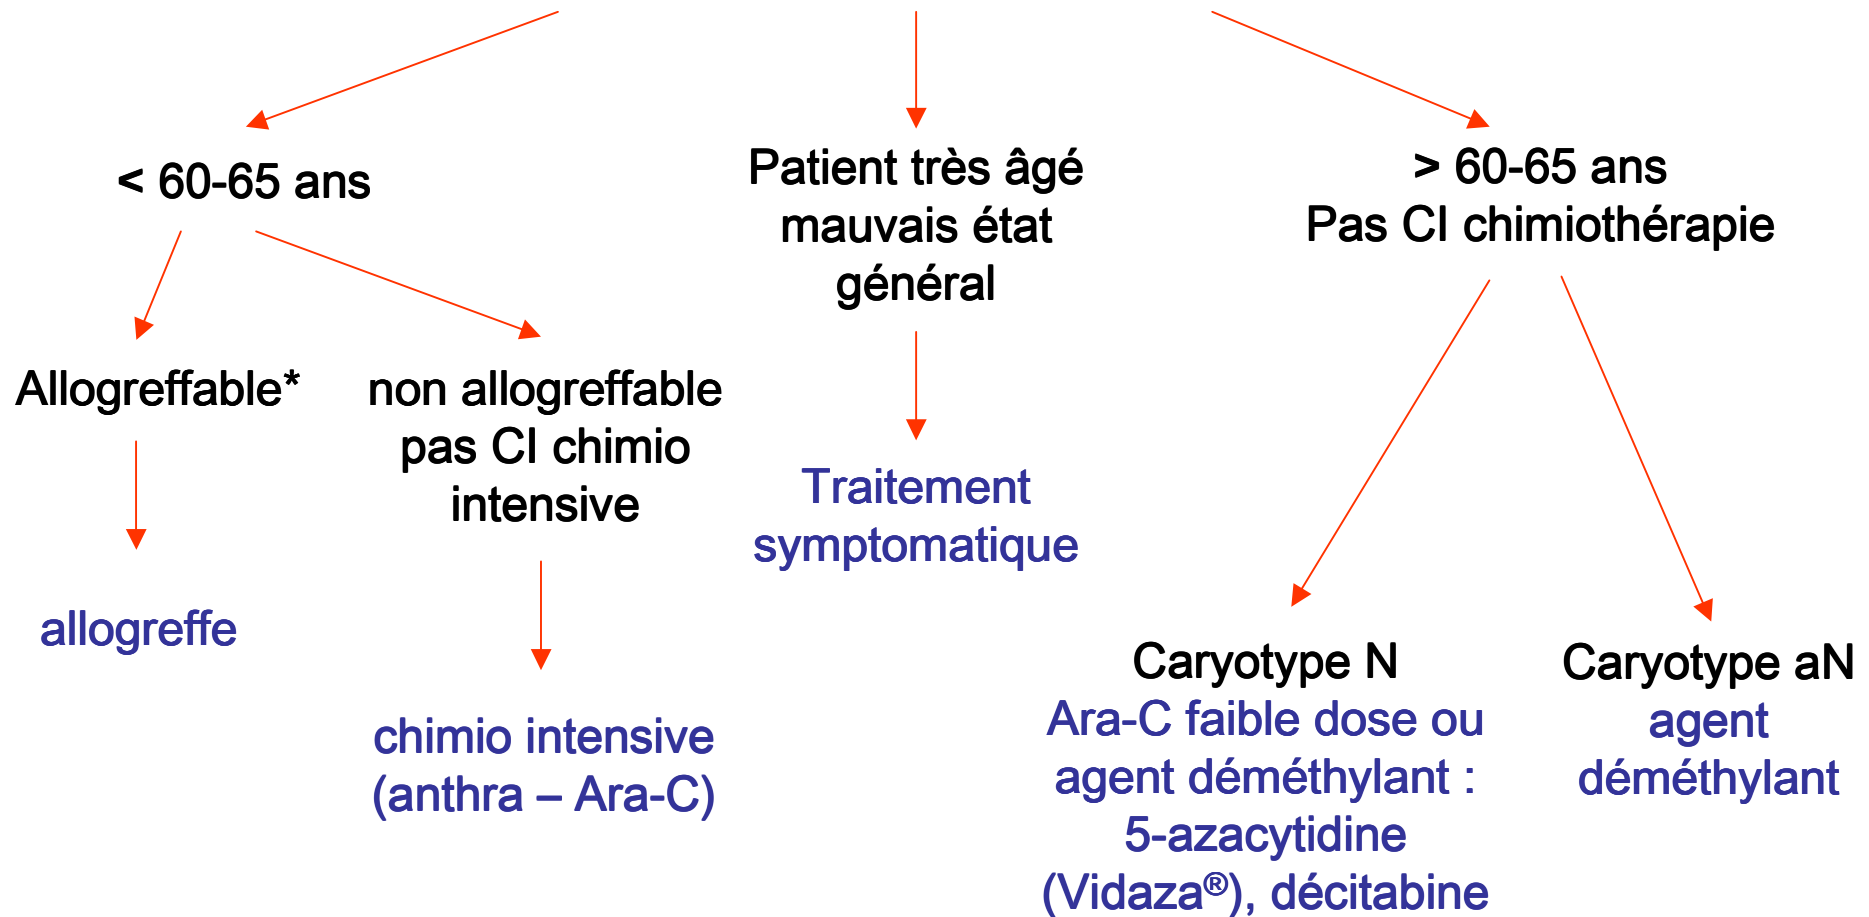 < 60-65 ans
Patient très âgé
mauvais état
général
> 60-65 ans
Pas CI chimiothérapie
Allogreffable*
non allogreffable
pas CI chimio
intensive
Traitement
symptomatique
allogreffe
chimio intensive
(anthra – Ara-C)
Caryotype N
Ara-C faible dose ou
agent déméthylant :
5-azacytidine
(Vidaza®), décitabine
Caryotype aN
agent
déméthylant